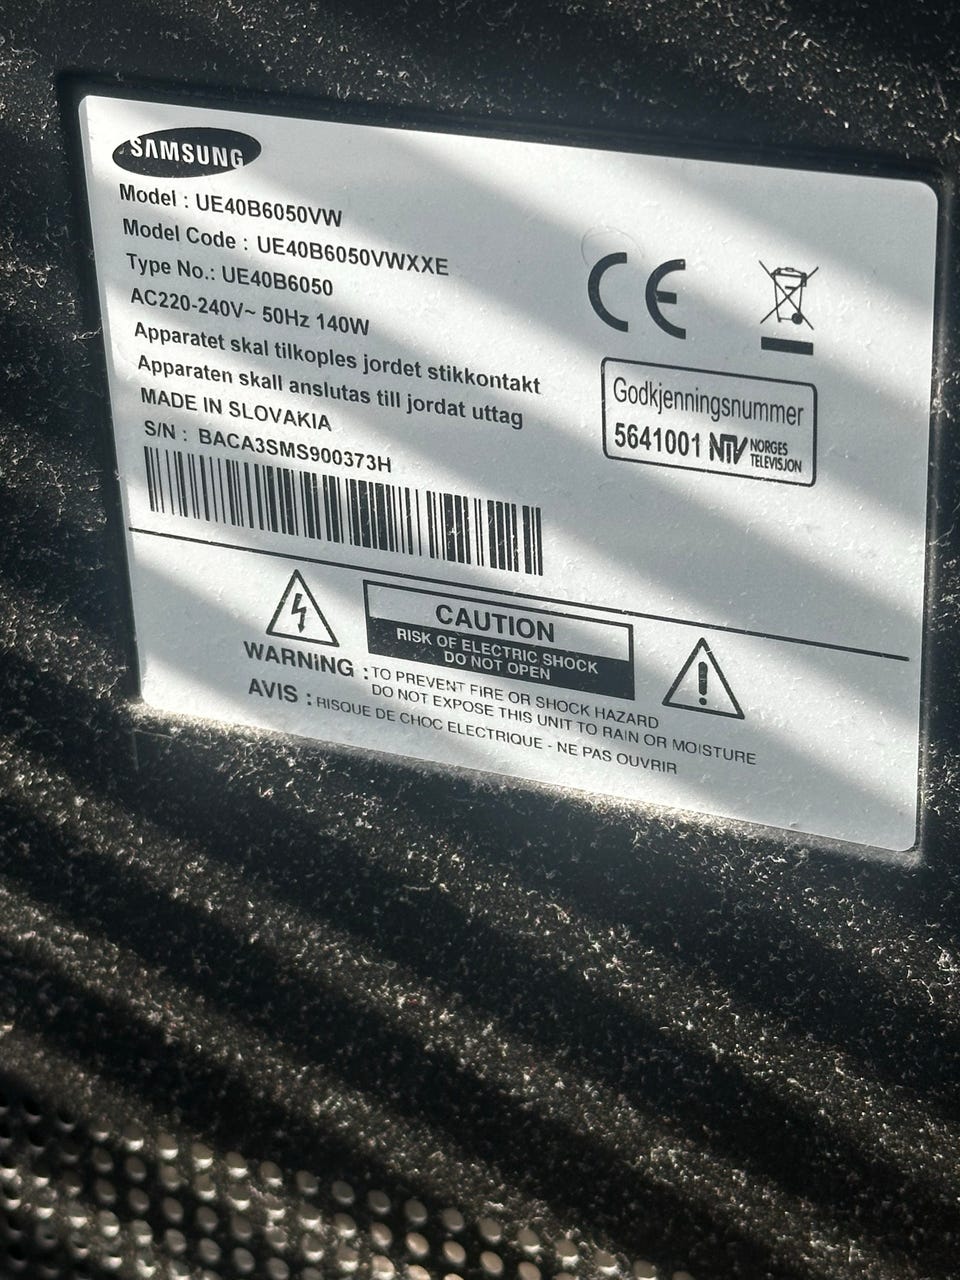 SAMSUNG
Model : UE40B6050VW
Model Code : UE40B6050VWXXE
Type No.: UE40B6050
AC220-240V~ 50Hz 140W
Apparatet skal tilkoples jordet stikkontakt
Apparaten skall anslutas till jordat uttag
MADE IN SLOVAKIA
S/N : BACA3SMS900373H
CE
Godkjenningsnummer
5641001 NTV NORGES
TELEVISJON
CAUTION
RISK OF ELECTRIC SHOCK
DO NOT OPEN
WARNING : TO PREVENT FIRE OR SHOCK HAZARD
DO NOT EXPOSE THIS UNIT TO RAIN OR MOISTURE
AVIS : RISQUE DE CHOC ELECTRIQUE - NE PAS OUVRIR